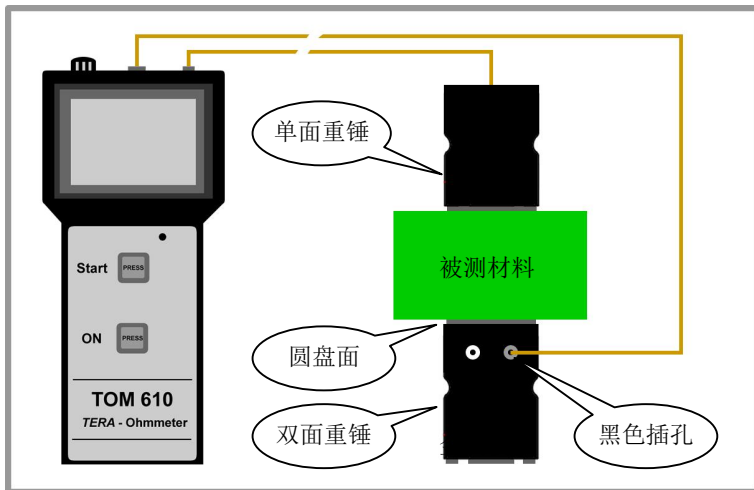 单面重锤
被测材料
Start
PRESS
ON
PRESS
圆盘面
TOM 610
TERA - Ohmmeter
双面重锤
黑色插孔